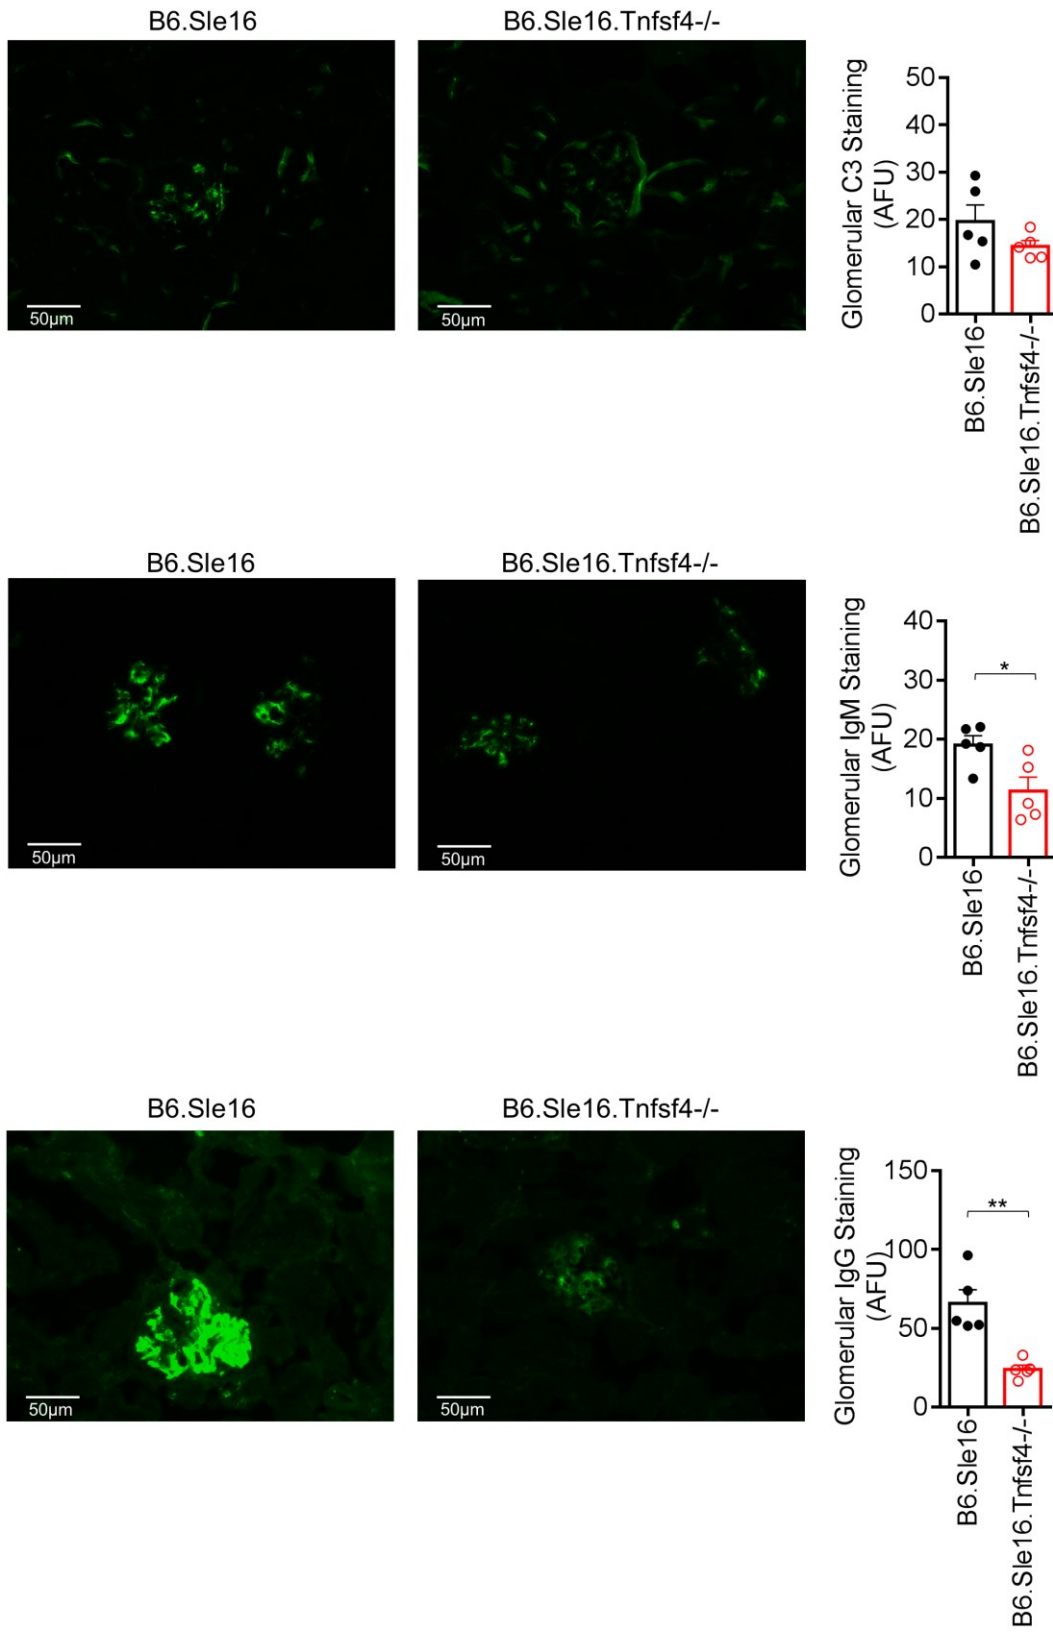 B6.Sle16
B6.Sle16.Tnfsf4-/-
50µm
50µm
Glomerular C3 Staining
(AFU)
50
40
30
20
10
0
B6.Sle16
B6.Sle16.Tnfsf4-/-
B6.Sle16
B6.Sle16.Tnfsf4-/-
50µm
50µm
Glomerular IgM Staining
(AFU)
40
30
20
10
0
*
B6.Sle16
B6.Sle16.Tnfsf4-/-
B6.Sle16
B6.Sle16.Tnfsf4-/-
50µm
50µm
Glomerular IgG Staining
(AFU)
150
100
50
0
**
B6.Sle16
B6.Sle16.Tnfsf4-/-